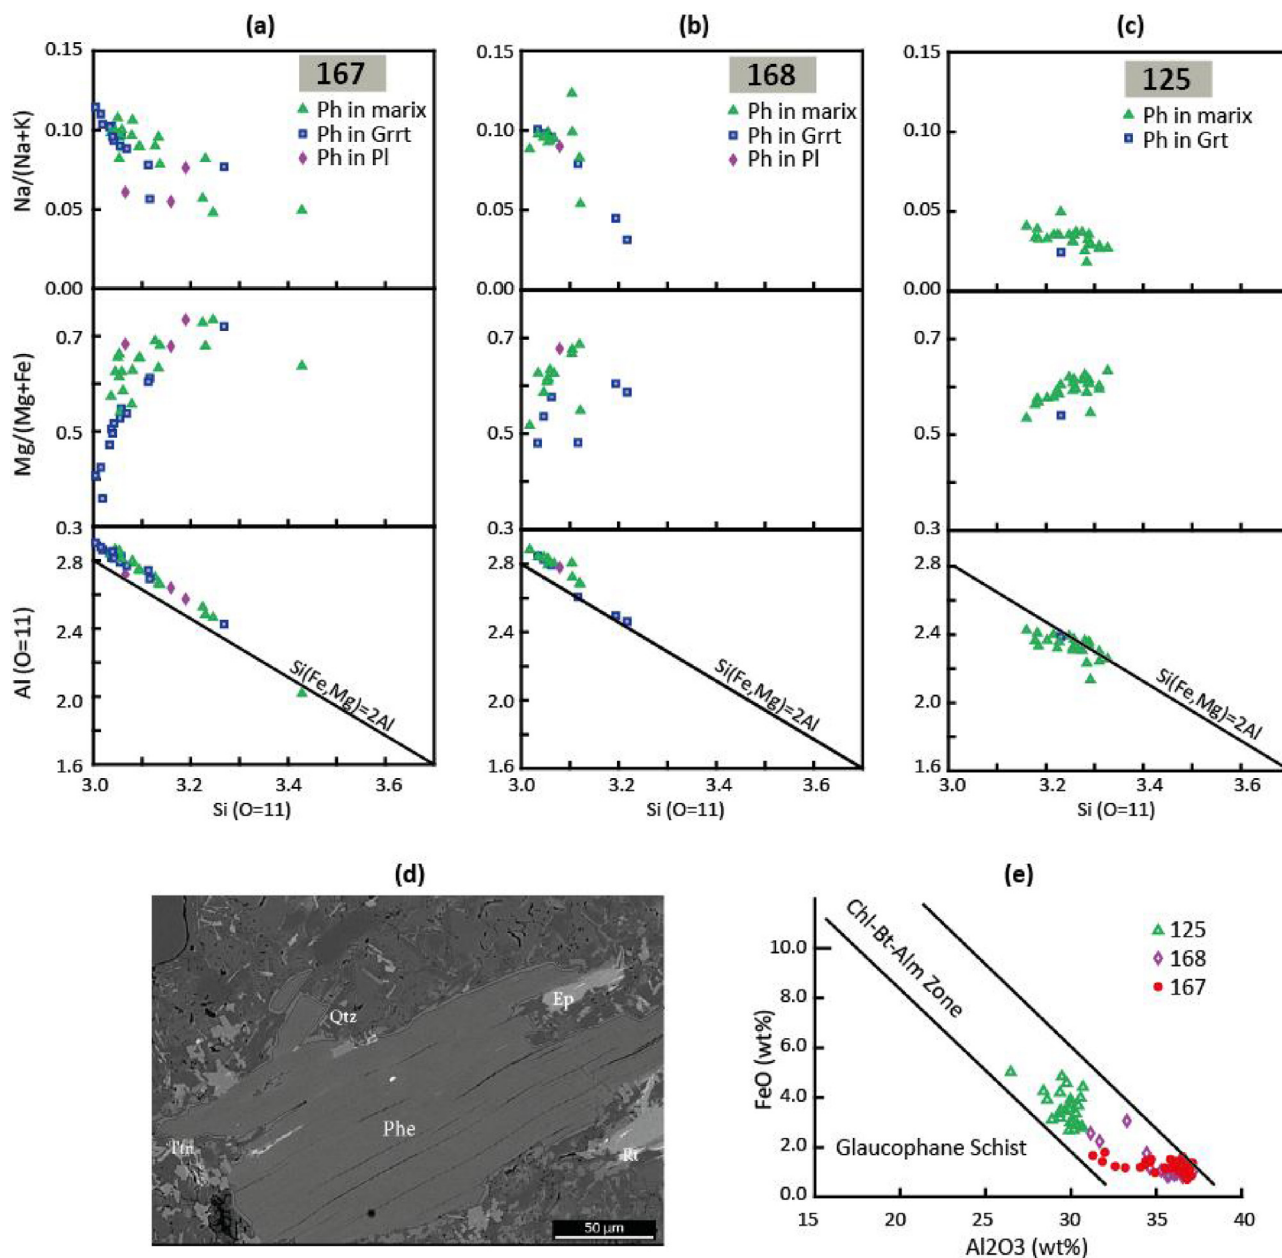 (a)
(b)
(c)
0.15
0.10
0.05
0.00
Na/(Na+K)
167
Ph in marix
Ph in Grrt
Ph in Pl
0.15
0.10
0.05
0.00
168
Ph in marix
Ph in Grrt
Ph in Pl
0.15
0.10
0.05
0.00
125
Ph in marix
Ph in Grt
Mg/(Mg+Fe)
0.7
0.5
0.3
0.7
0.5
0.3
0.7
0.5
0.3
Al (O=11)
2.8
2.4
2.0
1.6
Si(Fe,Mg)=2Al
3.0
3.2
3.4
3.6
Si (O=11)
2.8
2.4
2.0
1.6
Si(Fe,Mg)=2Al
3.0
3.2
3.4
3.6
Si (O=11)
2.8
2.4
2.0
1.6
Si(Fe,Mg)=2Al
3.0
3.2
3.4
3.6
Si (O=11)
(d)
Qtz
Ep
Phe
Ttn
Rt
50 µm
(e)
FeO (wt%)
10.0
8.0
6.0
4.0
2.0
0.0
Chl-Bt-Alm Zone
Glaucophane Schist
125
168
167
15
20
25
30
35
40
Al2O3 (wt%)